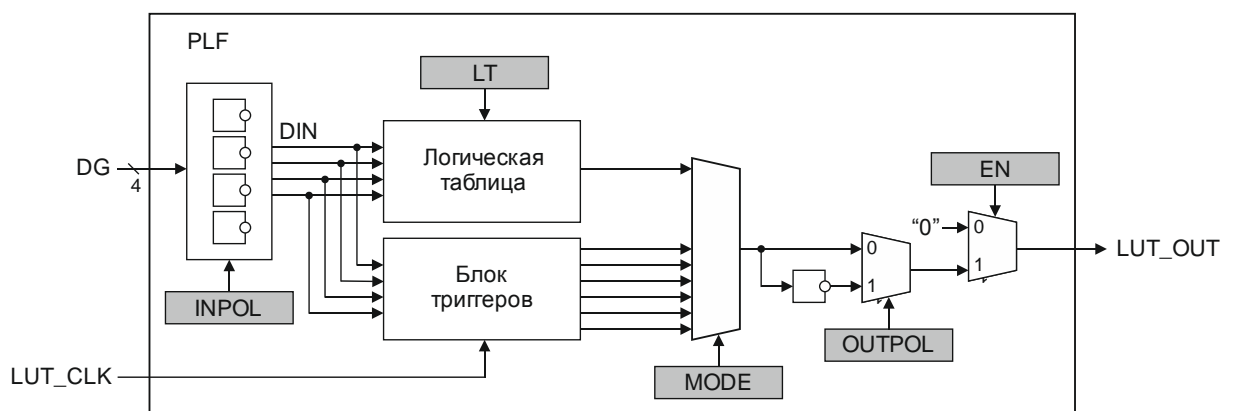 PLF
LT
DIN
DG
4
Логическая
таблица
EN
"0"
0
1
LUT_OUT
0
1
Блок
триггеров
INPOL
OUTPOL
MODE
LUT_CLK